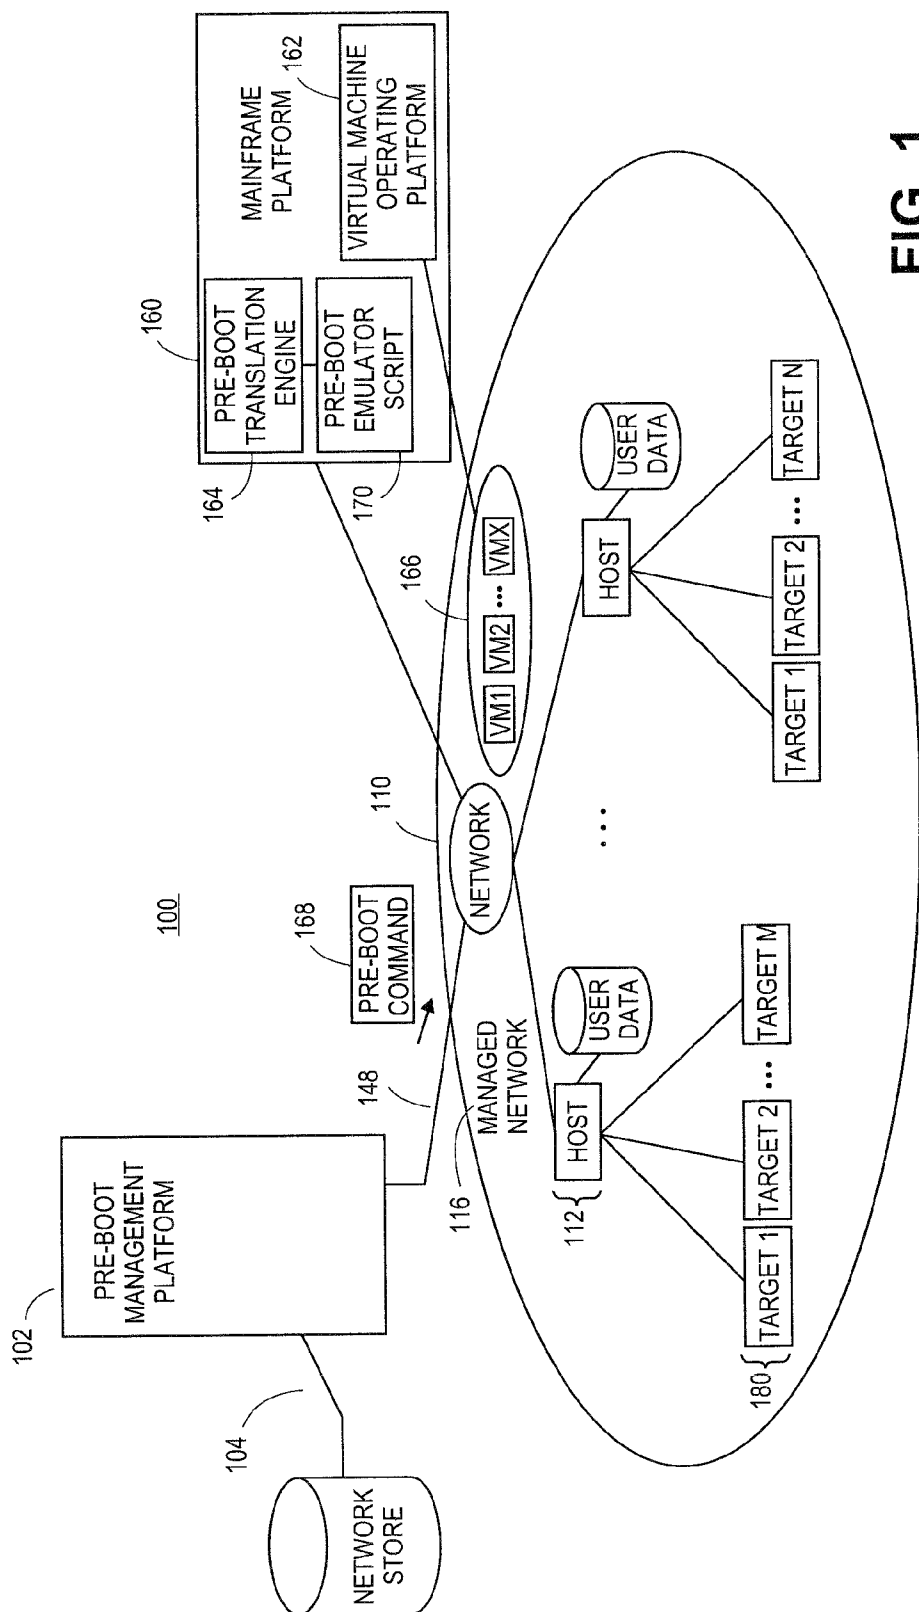 100
102
PRE-BOOT
MANAGEMENT
PLATFORM
104
NETWORK
STORE
148
168
PRE-BOOT
COMMAND
160
MAINFRAME
PLATFORM
162
VIRTUAL MACHINE
OPERATING
PLATFORM
PRE-BOOT
TRANSLATION
ENGINE
164
PRE-BOOT
EMULATOR
SCRIPT
170
110
NETWORK
166
VM1 VM2 ... VMX
116
MANAGED
NETWORK
112
HOST
USER
DATA
...
HOST
USER
DATA
180
TARGET 1 TARGET 2 ... TARGET M
TARGET 1 TARGET 2 ... TARGET N
FIG. 1